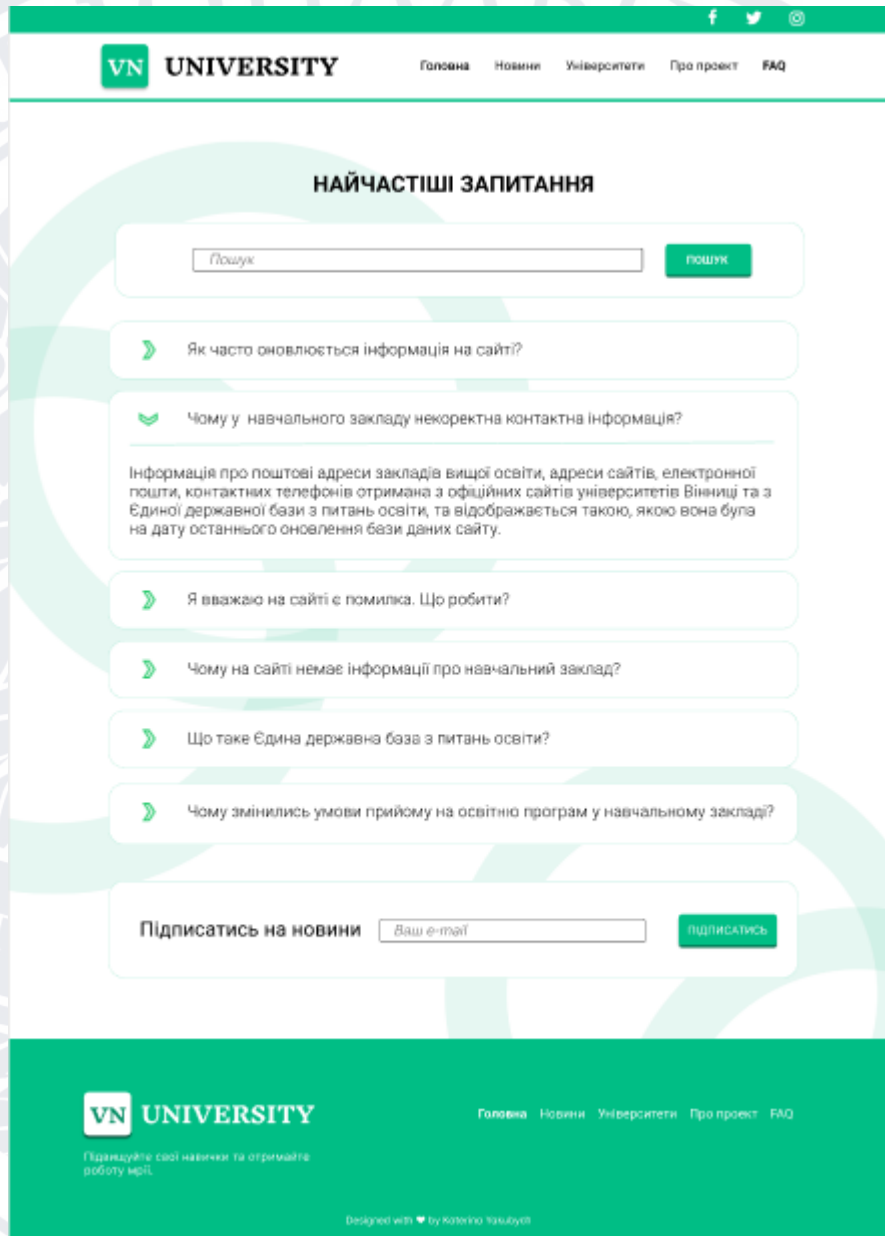 VN UNIVERSITY
Головна Новини Університети Про проект FAQ
НАЙЧАСТІШІ ЗАПИТАННЯ
Пошук ПОШУК
Як часто оновлюється інформація на сайті?
Чому у навчального закладу некоректна контактна інформація?
Інформація про поштові адреси закладів вищої освіти, адреси сайтів, електронної
пошти, контактних телефонів отримана з офіційних сайтів університетів Вінниці та з
Єдиної державної бази з питань освіти, та відображається такою, якою вона була
на дату останнього оновлення бази даних сайту.
Я вважаю на сайті є помилка. Що робити?
Чому на сайті немає інформації про навчальний заклад?
Що таке Єдина державна база з питань освіти?
Чому змінились умови прийому на освітню програм у навчальному закладі?
Підписатись на новини Ваш e-mail ПІДПИСАТИСЬ
VN UNIVERSITY
Головна Новини Університети Про проект FAQ
Підвищуйте свої навички та отримайте
роботу мрії.
Designed with ❤ by Katerina